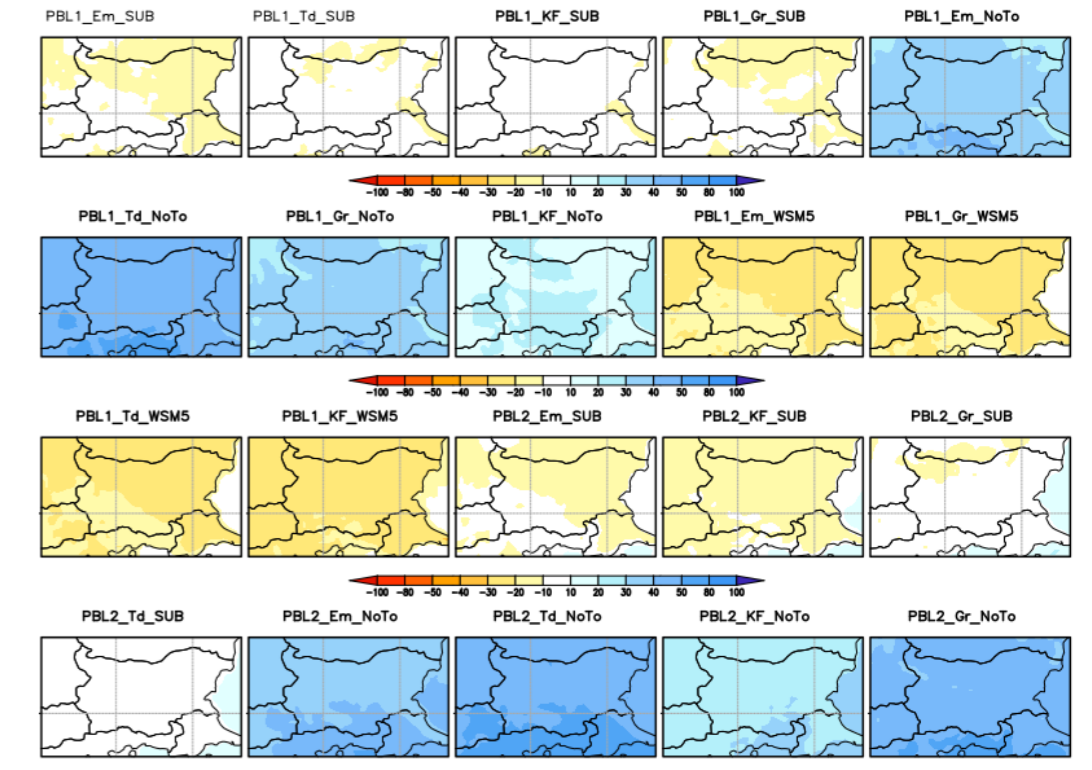 PBL1_Em_SUB PBL1_Td_SUB PBL1_KF_SUB PBL1_Gr_SUB PBL1_Em_NoTo
-100 -80 -50 -40 -30 -20 -10 10 20 30 40 50 80 100
PBL1_Td_NoTo PBL1_Gr_NoTo PBL1_KF_NoTo PBL1_Em_WSM5 PBL1_Gr_WSM5
-100 -80 -50 -40 -30 -20 -10 10 20 30 40 50 80 100
PBL1_Td_WSM5 PBL1_KF_WSM5 PBL2_Em_SUB PBL2_KF_SUB PBL2_Gr_SUB
-100 -80 -50 -40 -30 -20 -10 10 20 30 40 50 80 100
PBL2_Td_SUB PBL2_Em_NoTo PBL2_Td_NoTo PBL2_KF_NoTo PBL2_Gr_NoTo